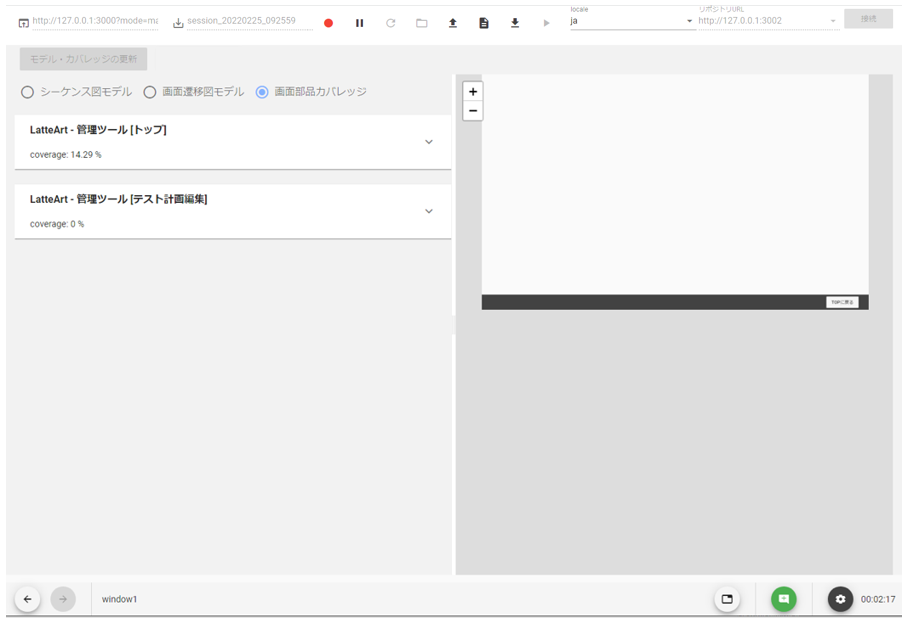 locale
リポジトリURL
http://127.0.0.1:3000?mode=ma
session_20220225_092559
ja
http://127.0.0.1:3002
接続
モデル・カバレッジの更新
シーケンス図モデル
画面遷移図モデル
画面部品カバレッジ
+
−
LatteArt - 管理ツール [トップ]
coverage: 14.29 %
LatteArt - 管理ツール [テスト計画編集]
coverage: 0 %
TOPに戻る
window1
00:02:17